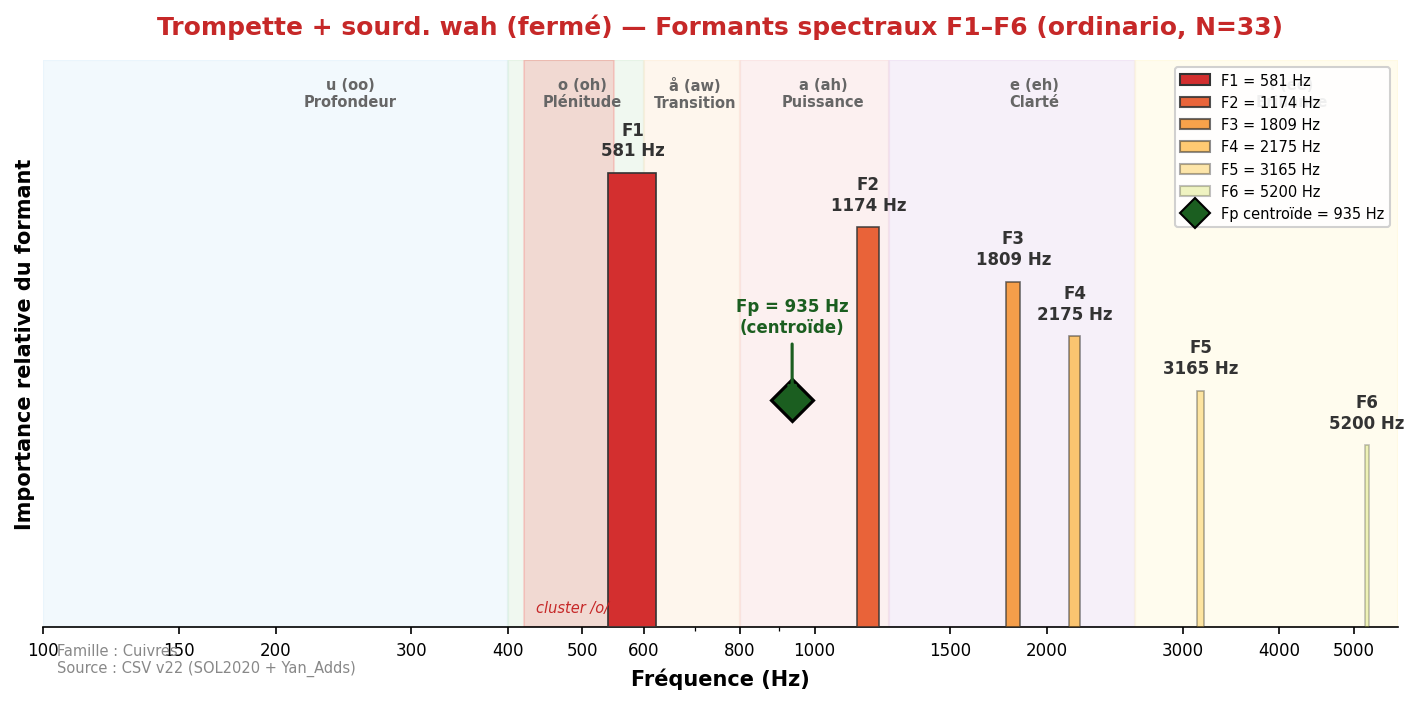 Trompette + sourd. wah (fermé) — Formants spectraux F1–F6 (ordinario, N=33)
u (oo)
Profondeur
o (oh)
Plénitude
å (aw)
Transition
a (ah)
Puissance
e (eh)
Clarté
F1 = 581 Hz
F2 = 1174 Hz
F3 = 1809 Hz
F4 = 2175 Hz
F5 = 3165 Hz
F6 = 5200 Hz
Fp centroïde = 935 Hz
F1
581 Hz
F2
1174 Hz
F3
1809 Hz
F4
2175 Hz
F5
3165 Hz
F6
5200 Hz
Fp = 935 Hz
(centroïde)
cluster /o/
Importance relative du formant
100 150 200 300 400 500 600 800 1000 1500 2000 3000 4000 5000
Famille : Cuivres
Source : CSV v22 (SOL2020 + Yan_Adds)
Fréquence (Hz)